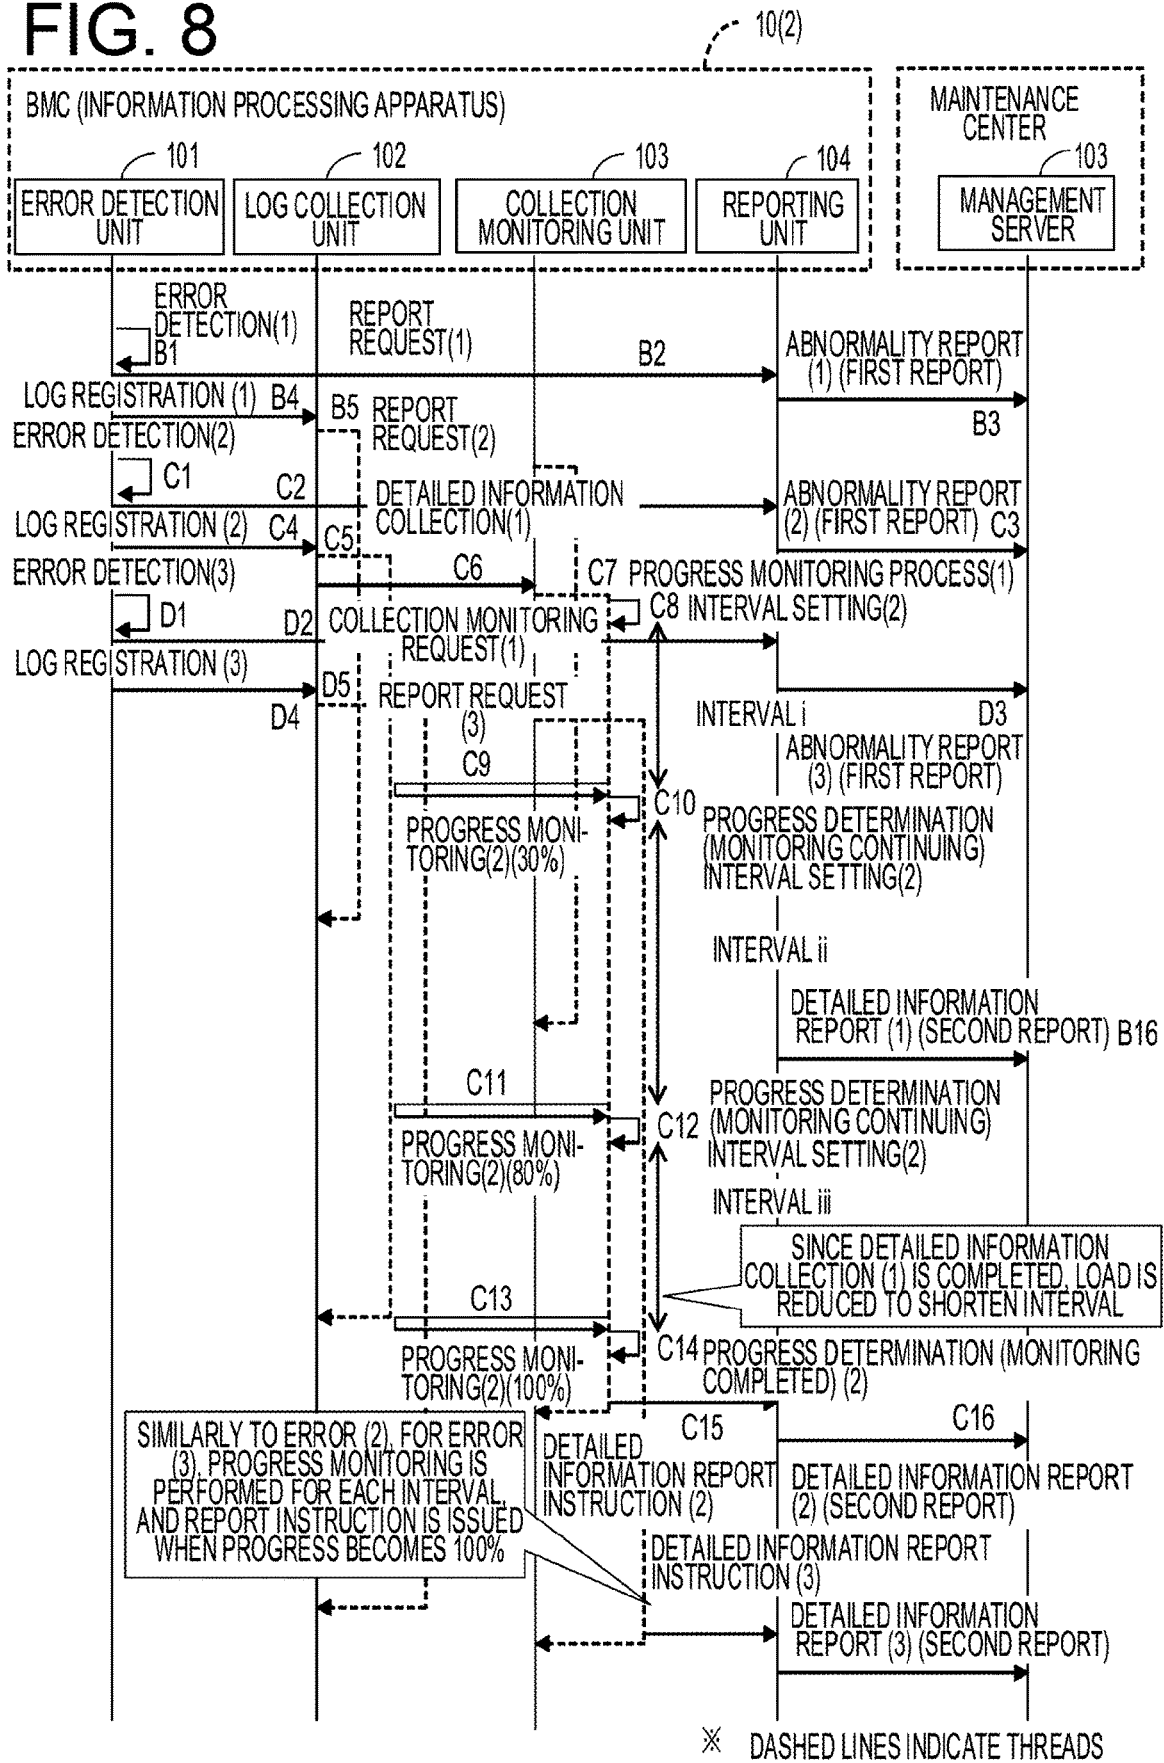 FIG. 8
10(2)
BMC (INFORMATION PROCESSING APPARATUS)
MAINTENANCE
CENTER
101
102
103
104
103
ERROR DETECTION
UNIT
LOG COLLECTION
UNIT
COLLECTION
MONITORING UNIT
REPORTING
UNIT
MANAGEMENT
SERVER
ERROR
DETECTION(1)
B1
REPORT
REQUEST(1)
B2
ABNORMALITY REPORT
(1) (FIRST REPORT)
B3
LOG REGISTRATION (1)
B4
B5
REPORT
REQUEST(2)
ERROR DETECTION(2)
C1
C2
DETAILED INFORMATION
COLLECTION(1)
ABNORMALITY REPORT
(2) (FIRST REPORT)
C3
LOG REGISTRATION (2)
C4
C5
ERROR DETECTION(3)
C6
C7
PROGRESS MONITORING PROCESS(1)
C8
INTERVAL SETTING(2)
D1
D2
COLLECTION MONITORING
REQUEST(1)
LOG REGISTRATION (3)
D5
D4
REPORT REQUEST
(3)
INTERVAL i
D3
ABNORMALITY REPORT
(3) (FIRST REPORT)
C9
C10
PROGRESS MONI-
TORING(2)(30%)
PROGRESS DETERMINATION
(MONITORING CONTINUING)
INTERVAL SETTING(2)
INTERVAL ii
DETAILED INFORMATION
REPORT (1) (SECOND REPORT)
B16
C11
C12
PROGRESS DETERMINATION
(MONITORING CONTINUING)
INTERVAL SETTING(2)
PROGRESS MONI-
TORING(2)(80%)
INTERVAL iii
SINCE DETAILED INFORMATION
COLLECTION (1) IS COMPLETED, LOAD IS
REDUCED TO SHORTEN INTERVAL
C13
C14
PROGRESS DETERMINATION (MONITORING
COMPLETED) (2)
PROGRESS MONI-
TORING(2)(100%)
C15
C16
SIMILARLY TO ERROR (2), FOR ERROR
(3), PROGRESS MONITORING IS
PERFORMED FOR EACH INTERVAL,
AND REPORT INSTRUCTION IS ISSUED
WHEN PROGRESS BECOMES 100%
DETAILED
INFORMATION REPORT
INSTRUCTION (2)
DETAILED INFORMATION REPORT
(2) (SECOND REPORT)
DETAILED INFORMATION REPORT
INSTRUCTION (3)
DETAILED INFORMATION
REPORT (3) (SECOND REPORT)
※ DASHED LINES INDICATE THREADS